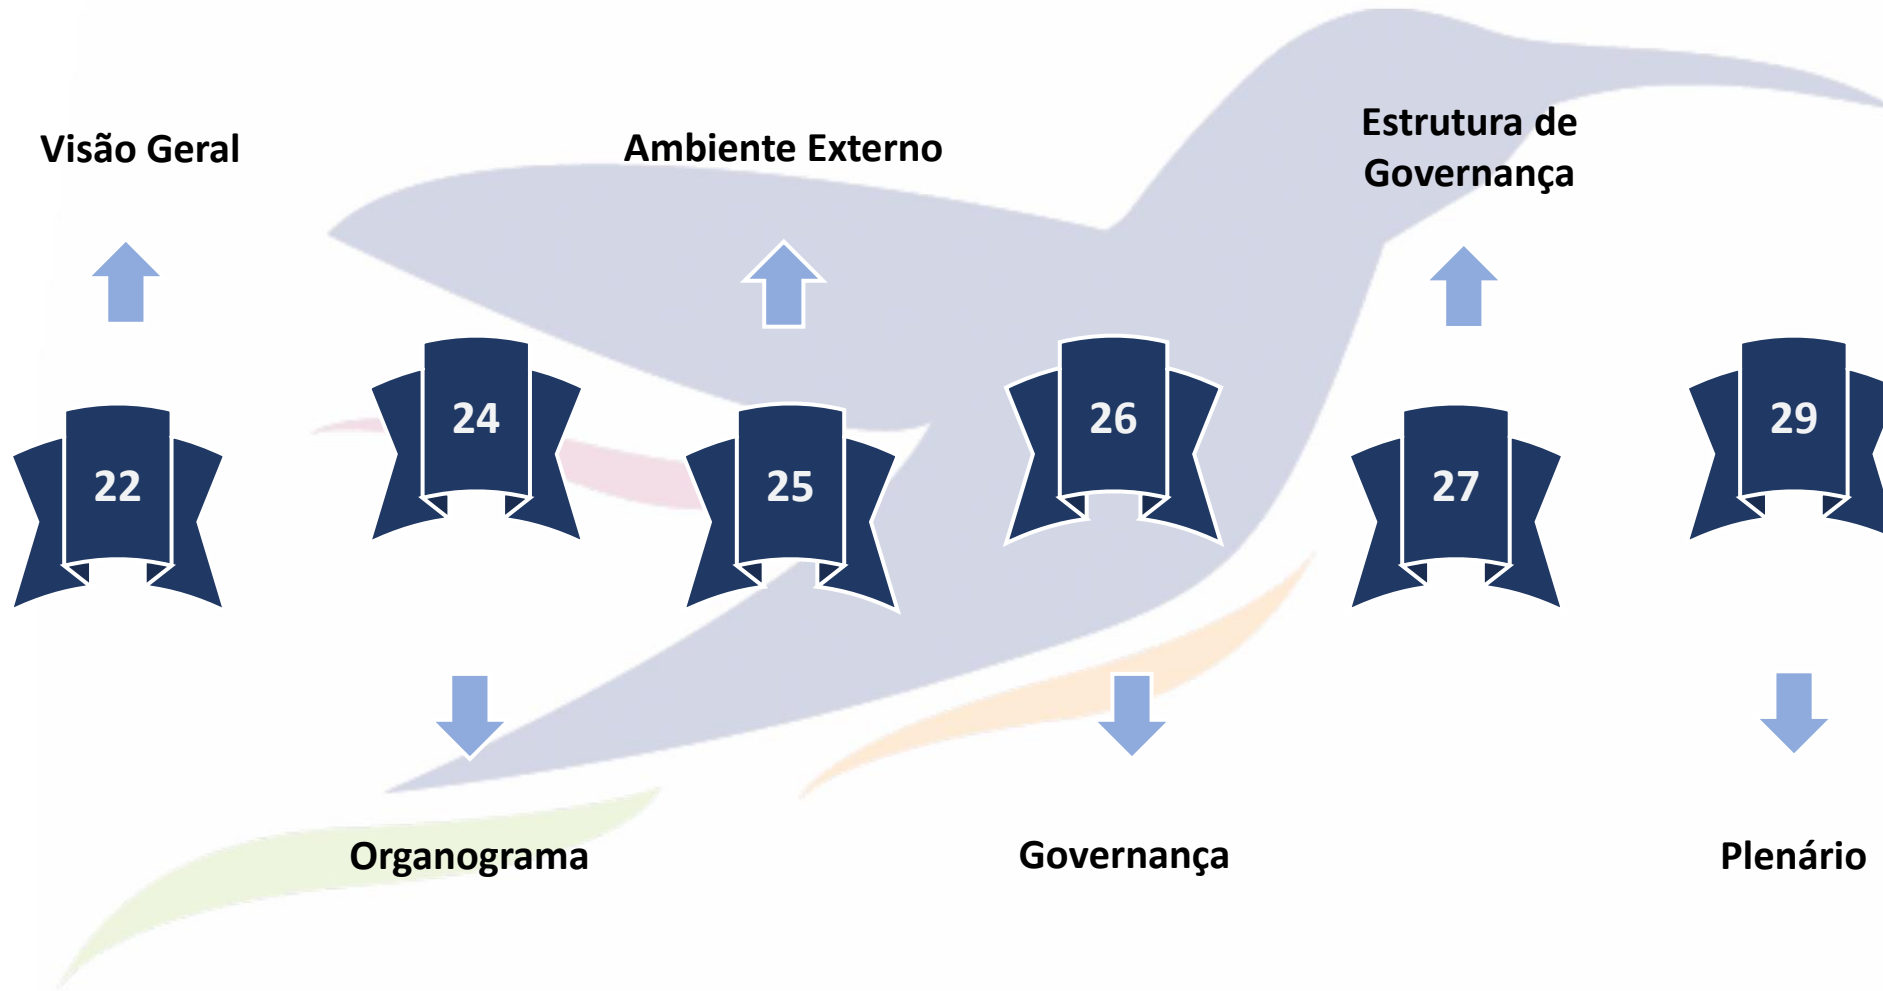 Visão Geral
Ambiente Externo
Estrutura de
Governança
22
24
25
26
27
29
Organograma
Governança
Plenário